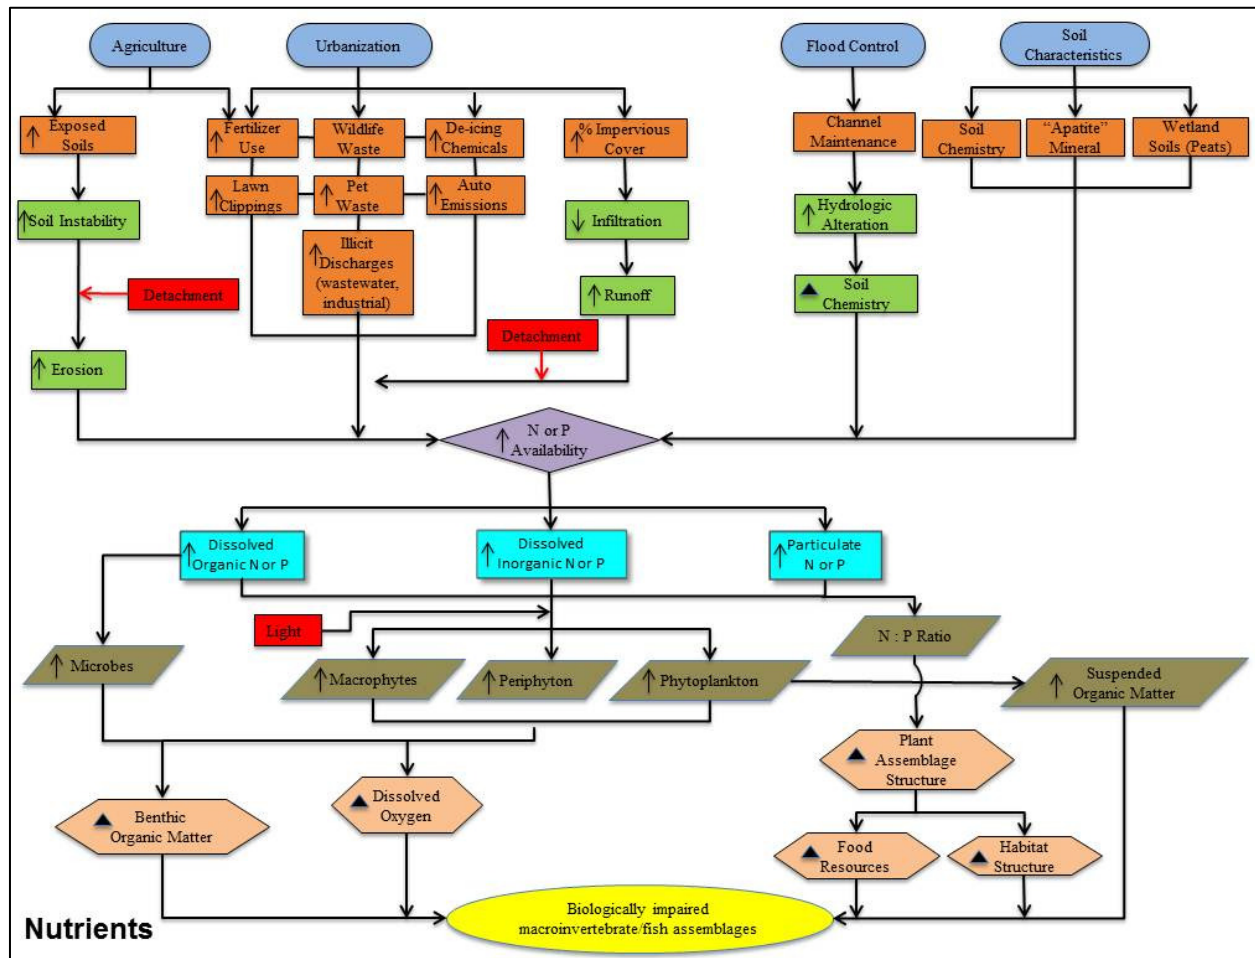 Agriculture
Urbanization
Flood Control
Soil
Characteristics
Exposed
Soils
Fertilizer
Use
Wildlife
Waste
De-icing
Chemicals
% Impervious
Cover
Channel
Maintenance
Soil
Chemistry
“Apatite”
Mineral
Wetland
Soils (Peats)
Lawn
Clippings
Pet
Waste
Auto
Emissions
Soil Instability
Infiltration
Hydrologic
Alteration
Illicit
Discharges
(wastewater,
industrial)
Detachment
Runoff
Soil
Chemistry
Detachment
Erosion
N or P
Availability
Dissolved
Organic N or P
Dissolved
Inorganic N or P
Particulate
N or P
Light
N : P Ratio
Microbes
Macrophytes
Periphyton
Phytoplankton
Suspended
Organic Matter
Plant
Assemblage
Structure
Benthic
Organic Matter
Dissolved
Oxygen
Food
Resources
Habitat
Structure
Biologically impaired
macroinvertebrate/fish assemblages
Nutrients